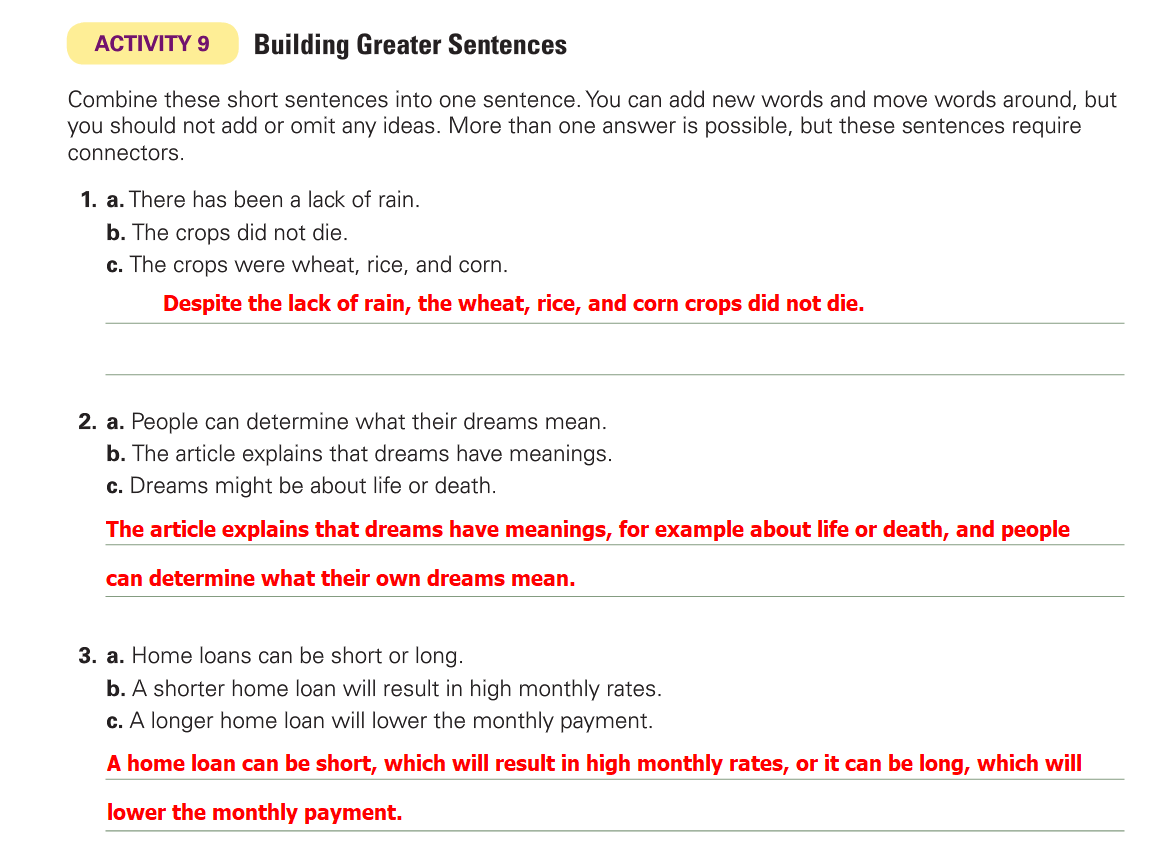 ACTIVITY 9 Building Greater Sentences
Combine these short sentences into one sentence. You can add new words and move words around, but
you should not add or omit any ideas. More than one answer is possible, but these sentences require
connectors.
1. a. There has been a lack of rain.
b. The crops did not die.
c. The crops were wheat, rice, and corn.
Despite the lack of rain, the wheat, rice, and corn crops did not die.
2. a. People can determine what their dreams mean.
b. The article explains that dreams have meanings.
c. Dreams might be about life or death.
The article explains that dreams have meanings, for example about life or death, and people
can determine what their own dreams mean.
3. a. Home loans can be short or long.
b. A shorter home loan will result in high monthly rates.
c. A longer home loan will lower the monthly payment.
A home loan can be short, which will result in high monthly rates, or it can be long, which will
lower the monthly payment.